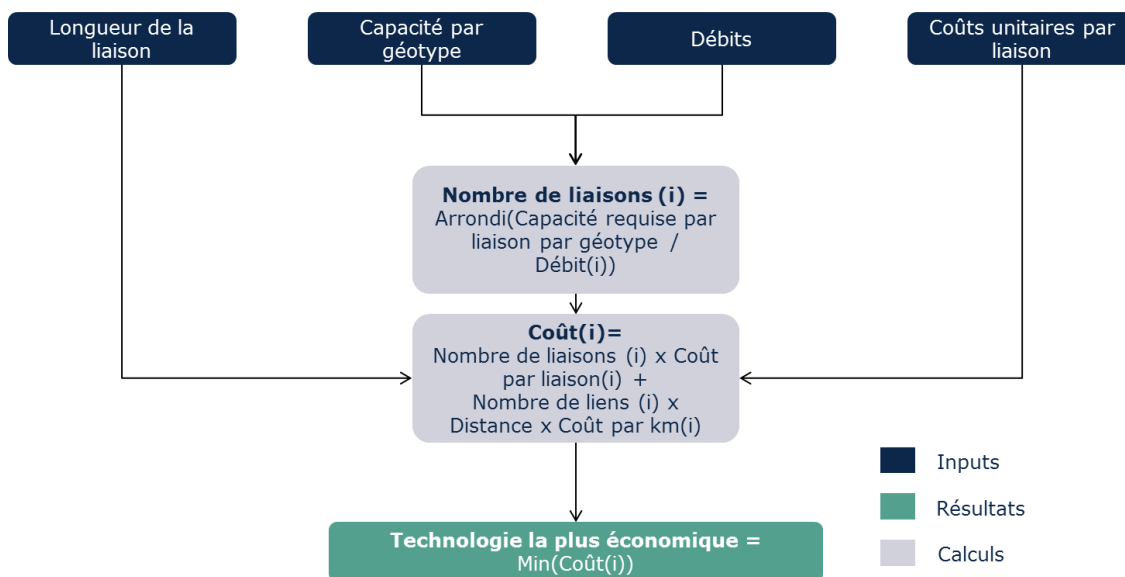 Longueur de la
liaison
Capacité par
géotype
Débits
Coûts unitaires par
liaison
Nombre de liaisons (i) =
Arrondi(Capacité requise par
liaison par géotype /
Débit(i))
Coût(i)=
Nombre de liaisons (i) x Coût
par liaison(i) +
Nombre de liens (i) x
Distance x Coût par km(i)
Technologie la plus économique =
Min(Coût(i))
Inputs
Résultats
Calculs